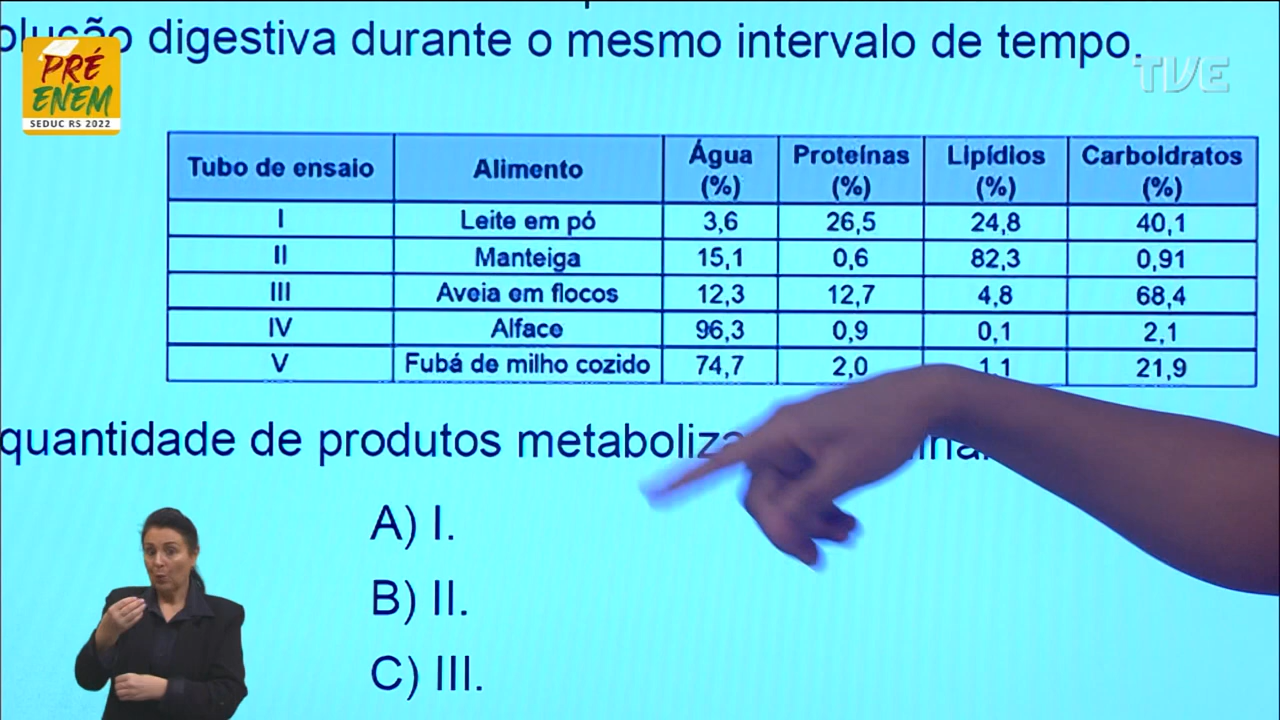 digestiva durante o mesmo intervalo de tempo.
PRÉ
ENEM
SEDUC RS 2022
TVE
Tubo de ensaio Alimento Água (%) Proteínas (%) Lipídios (%) Carboidratos (%)
I Leite em pó 3,6 26,5 24,8 40,1
II Manteiga 15,1 0,6 82,3 0,91
III Aveia em flocos 12,3 12,7 4,8 68,4
IV Alface 96,3 0,9 0,1 2,1
V Fubá de milho cozido 74,7 2,0 1,1 21,9
quantidade de produtos
A) I.
B) II.
C) III.